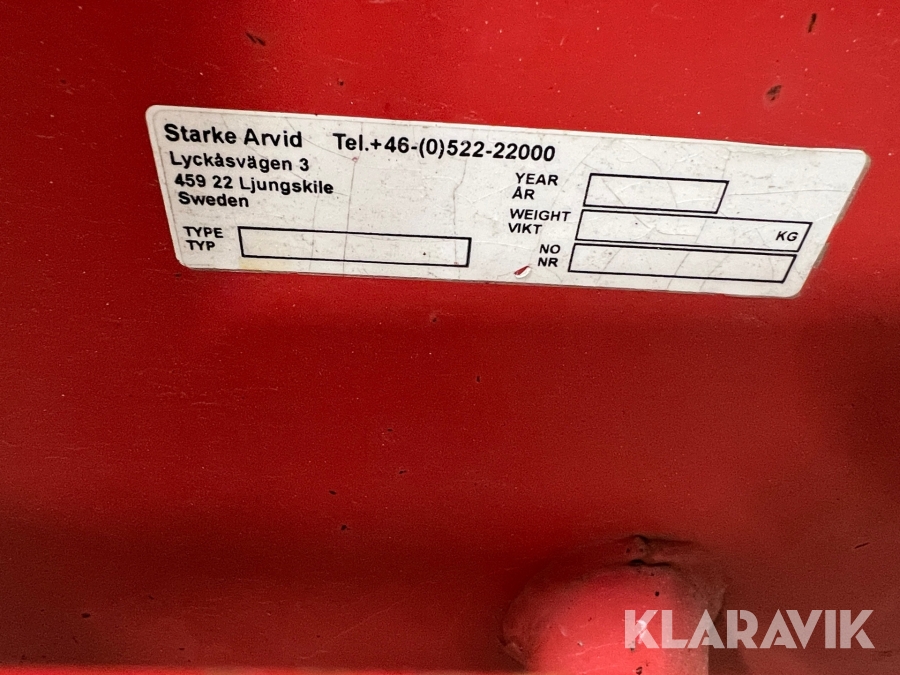 Starke Arvid Tel.+46-(0)522-22000
Lyckåsvägen 3
459 22 Ljungskile
Sweden
TYPE
TYP
YEAR
ÅR
WEIGHT
VIKT
KG
NO
NR
KLARAVIK